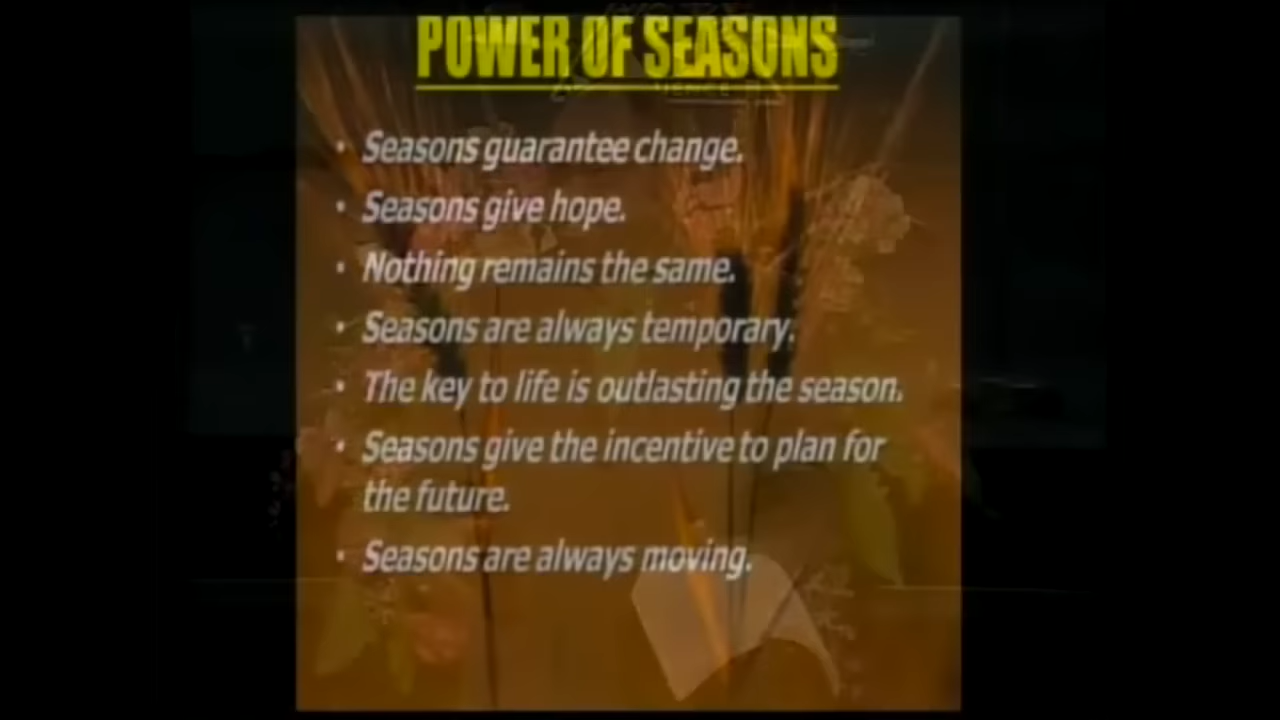 POWER OF SEASONS
• Seasons guarantee change.
• Seasons give hope.
• Nothing remains the same.
• Seasons are always temporary.
• The key to life is outlasting the season.
• Seasons give the incentive to plan for
the future.
• Seasons are always moving.